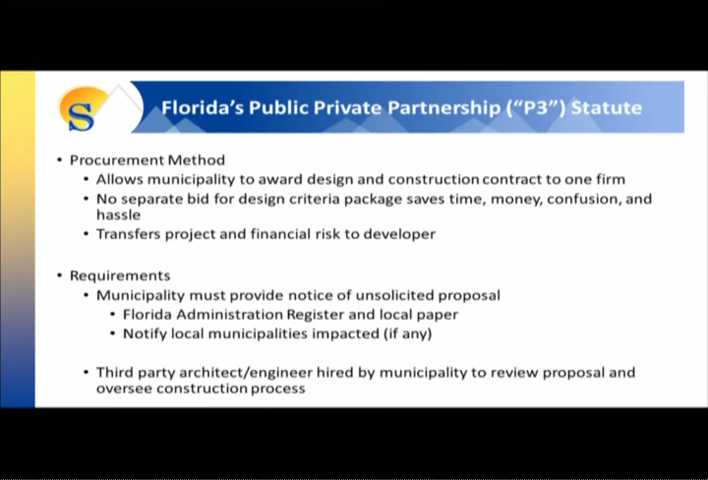 S
Florida's Public Private Partnership ("P3") Statute
• Procurement Method
• Allows municipality to award design and construction contract to one firm
• No separate bid for design criteria package saves time, money, confusion, and
hassle
• Transfers project and financial risk to developer
• Requirements
• Municipality must provide notice of unsolicited proposal
• Florida Administration Register and local paper
• Notify local municipalities impacted (if any)
• Third party architect/engineer hired by municipality to review proposal and
oversee construction process